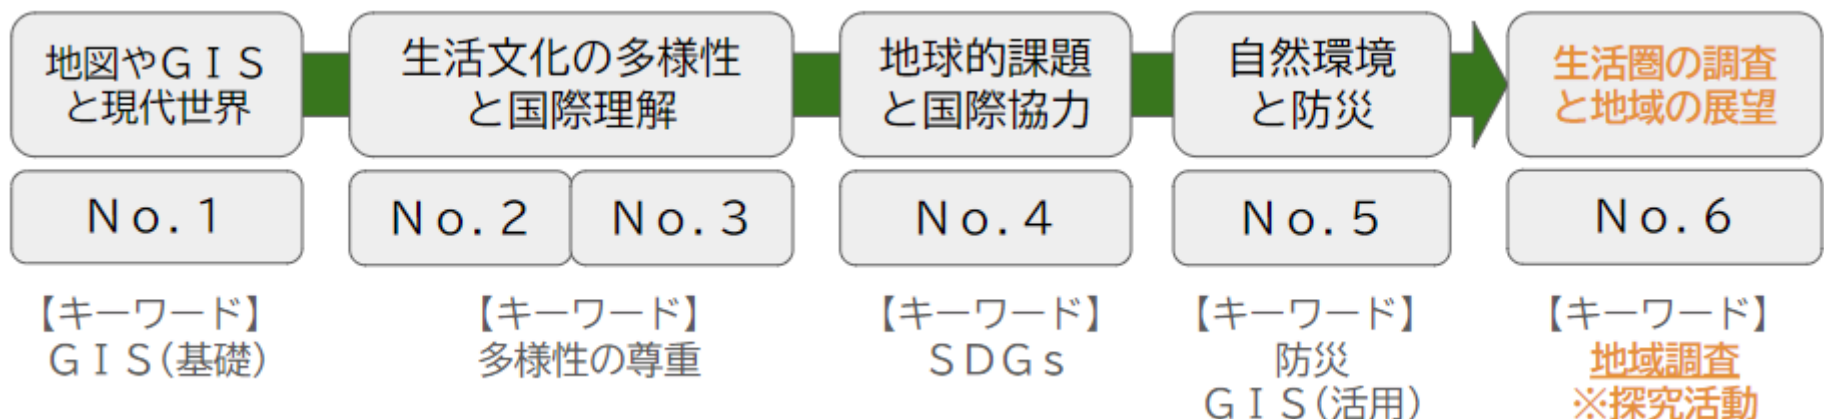 地図やＧＩＳ
と現代世界
生活文化の多様性
と国際理解
地球的課題
と国際協力
自然環境
と防災
生活圏の調査
と地域の展望
Ｎｏ．１
Ｎｏ．２
Ｎｏ．３
Ｎｏ．４
Ｎｏ．５
Ｎｏ．６
【キーワード】
ＧＩＳ（基礎）
【キーワード】
多様性の尊重
【キーワード】
ＳＤＧｓ
【キーワード】
防災
ＧＩＳ（活用）
【キーワード】
地域調査
※探究活動